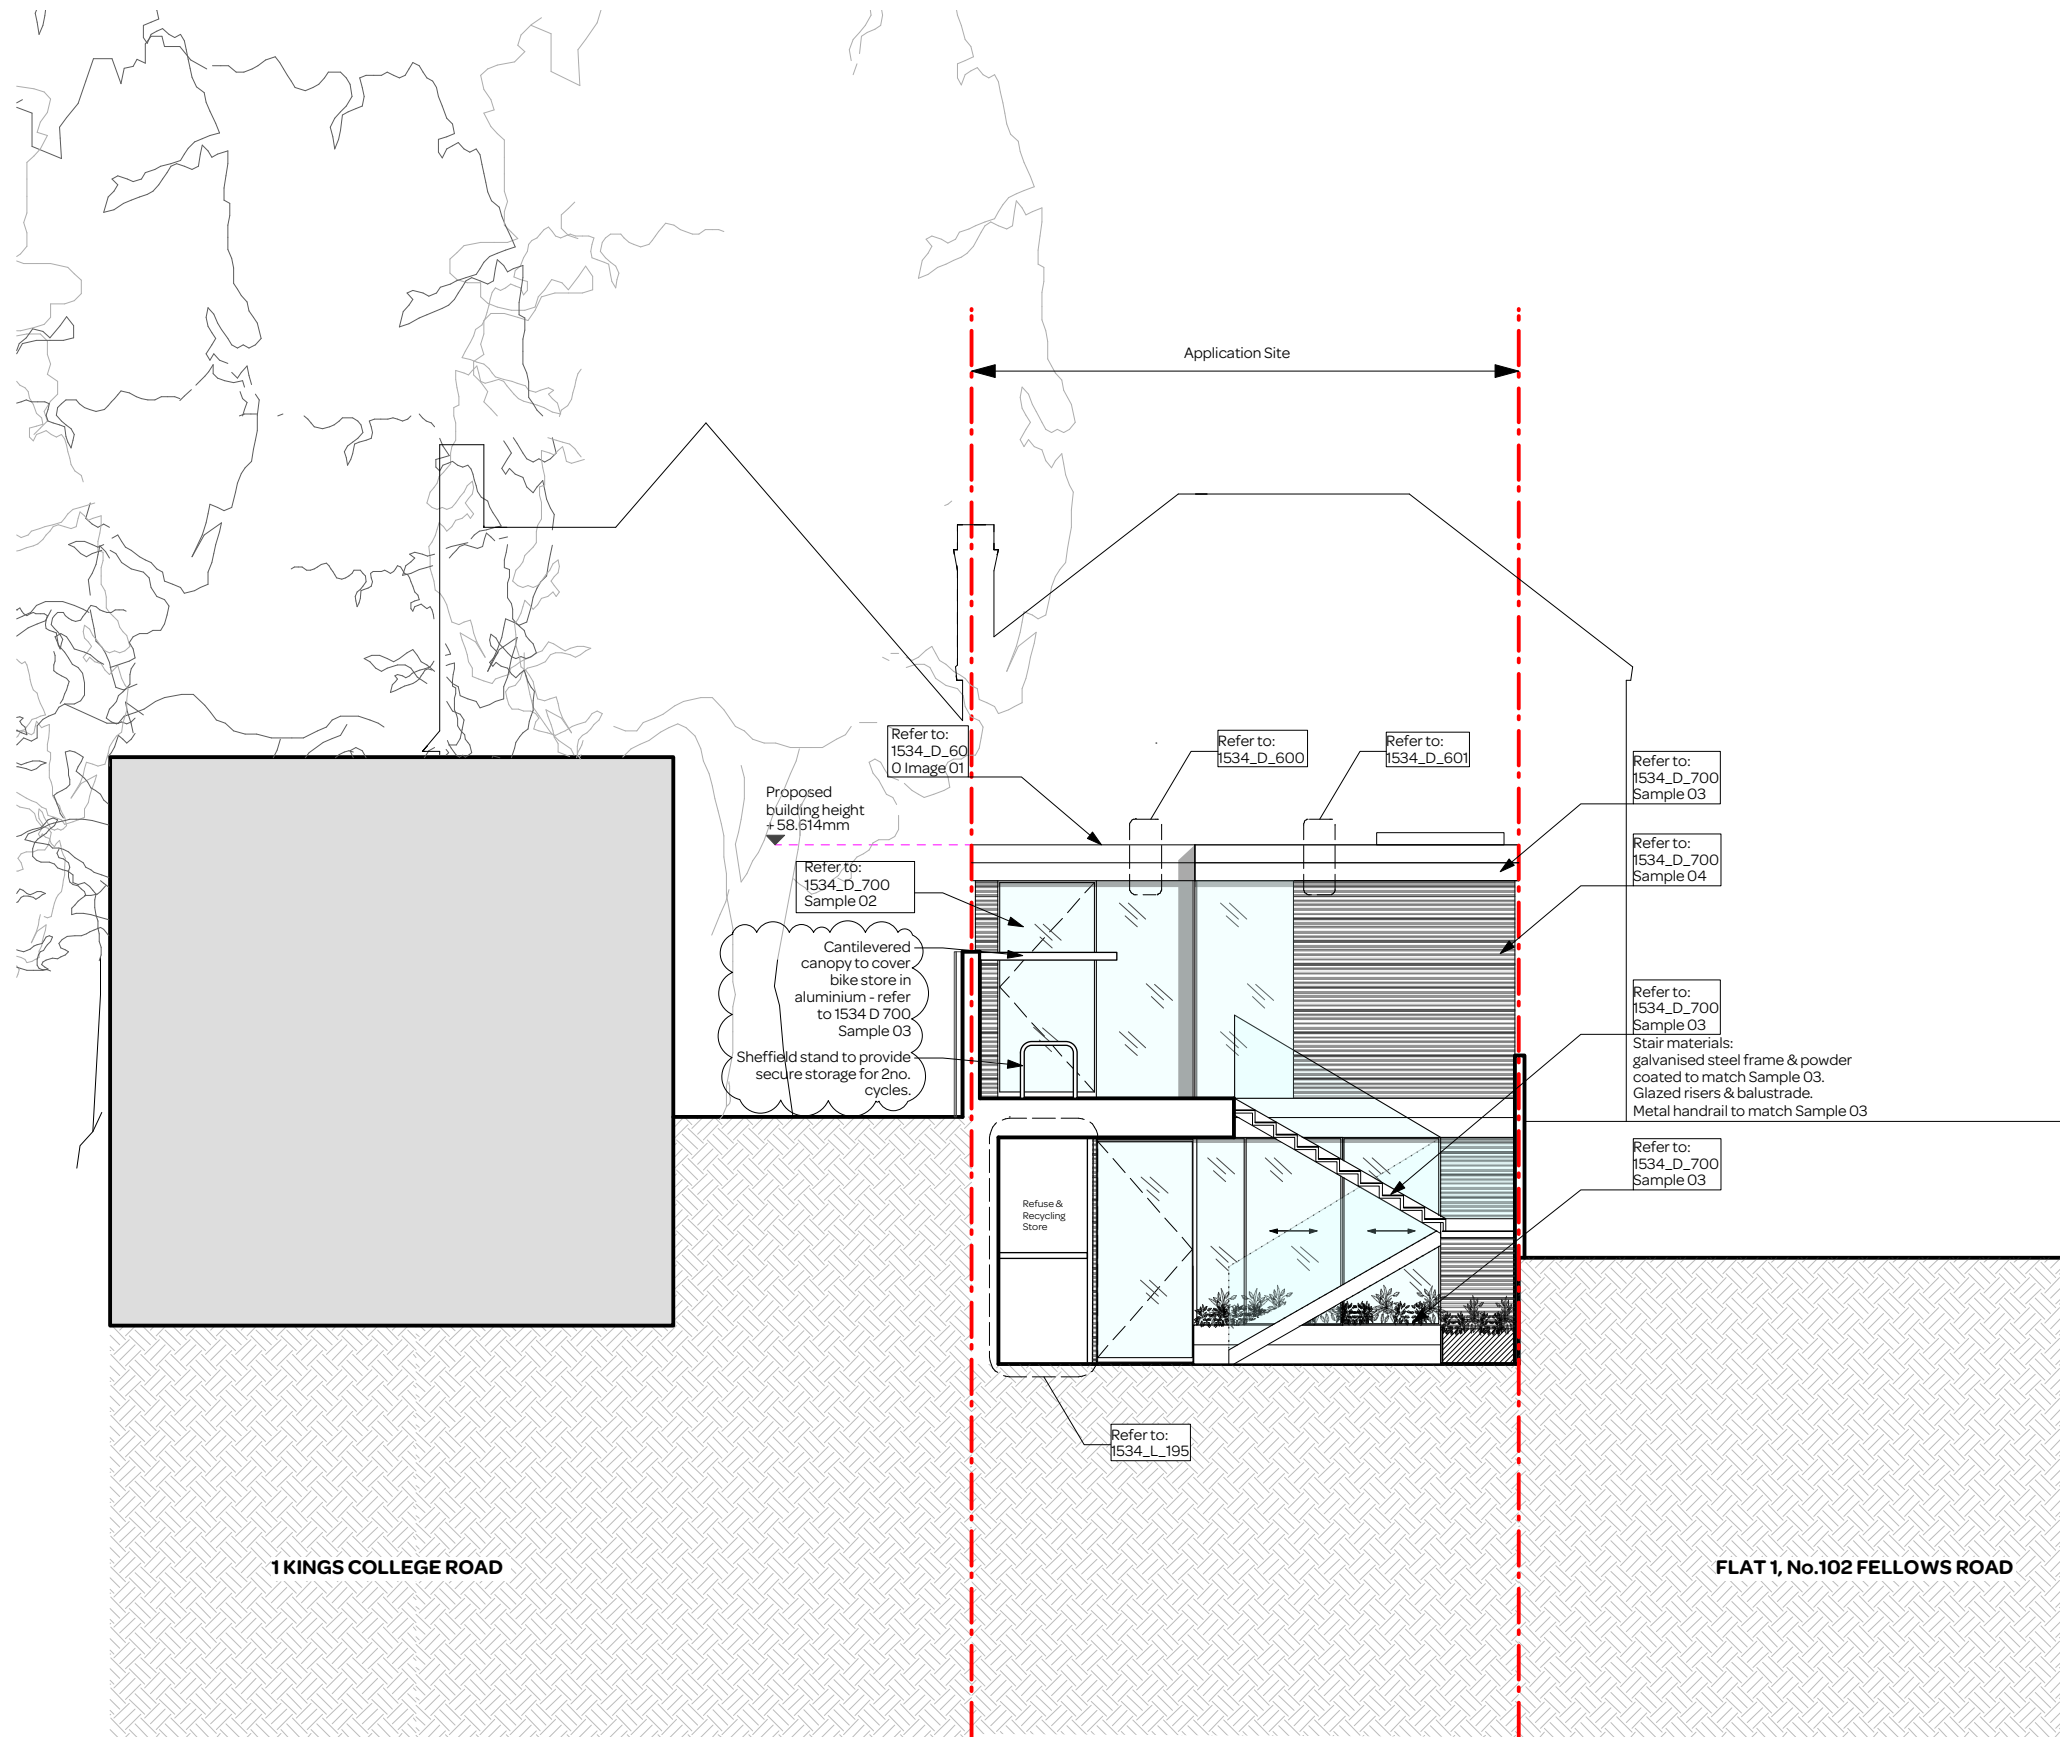 Application Site
Refer to:
1534_D_60
0 Image 01
Refer to:
1534_D_600
Refer to:
1534_D_601
Refer to:
1534_D_700
Sample 03
Proposed
building height
+58.614mm
Refer to:
1534_D_700
Sample 04
Refer to:
1534_D_700
Sample 02
Cantilevered
canopy to cover
bike store in
aluminium - refer
to 1534 D 700
Sample 03
Sheffield stand to provide
secure storage for 2no.
cycles.
Refer to:
1534_D_700
Sample 03
Stair materials:
galvanised steel frame & powder
coated to match Sample 03.
Glazed risers & balustrade.
Metal handrail to match Sample 03
Refer to:
1534_D_700
Sample 03
Refuse &
Recycling
Store
Refer to:
1534_L_195
1 KINGS COLLEGE ROAD
FLAT 1, No.102 FELLOWS ROAD